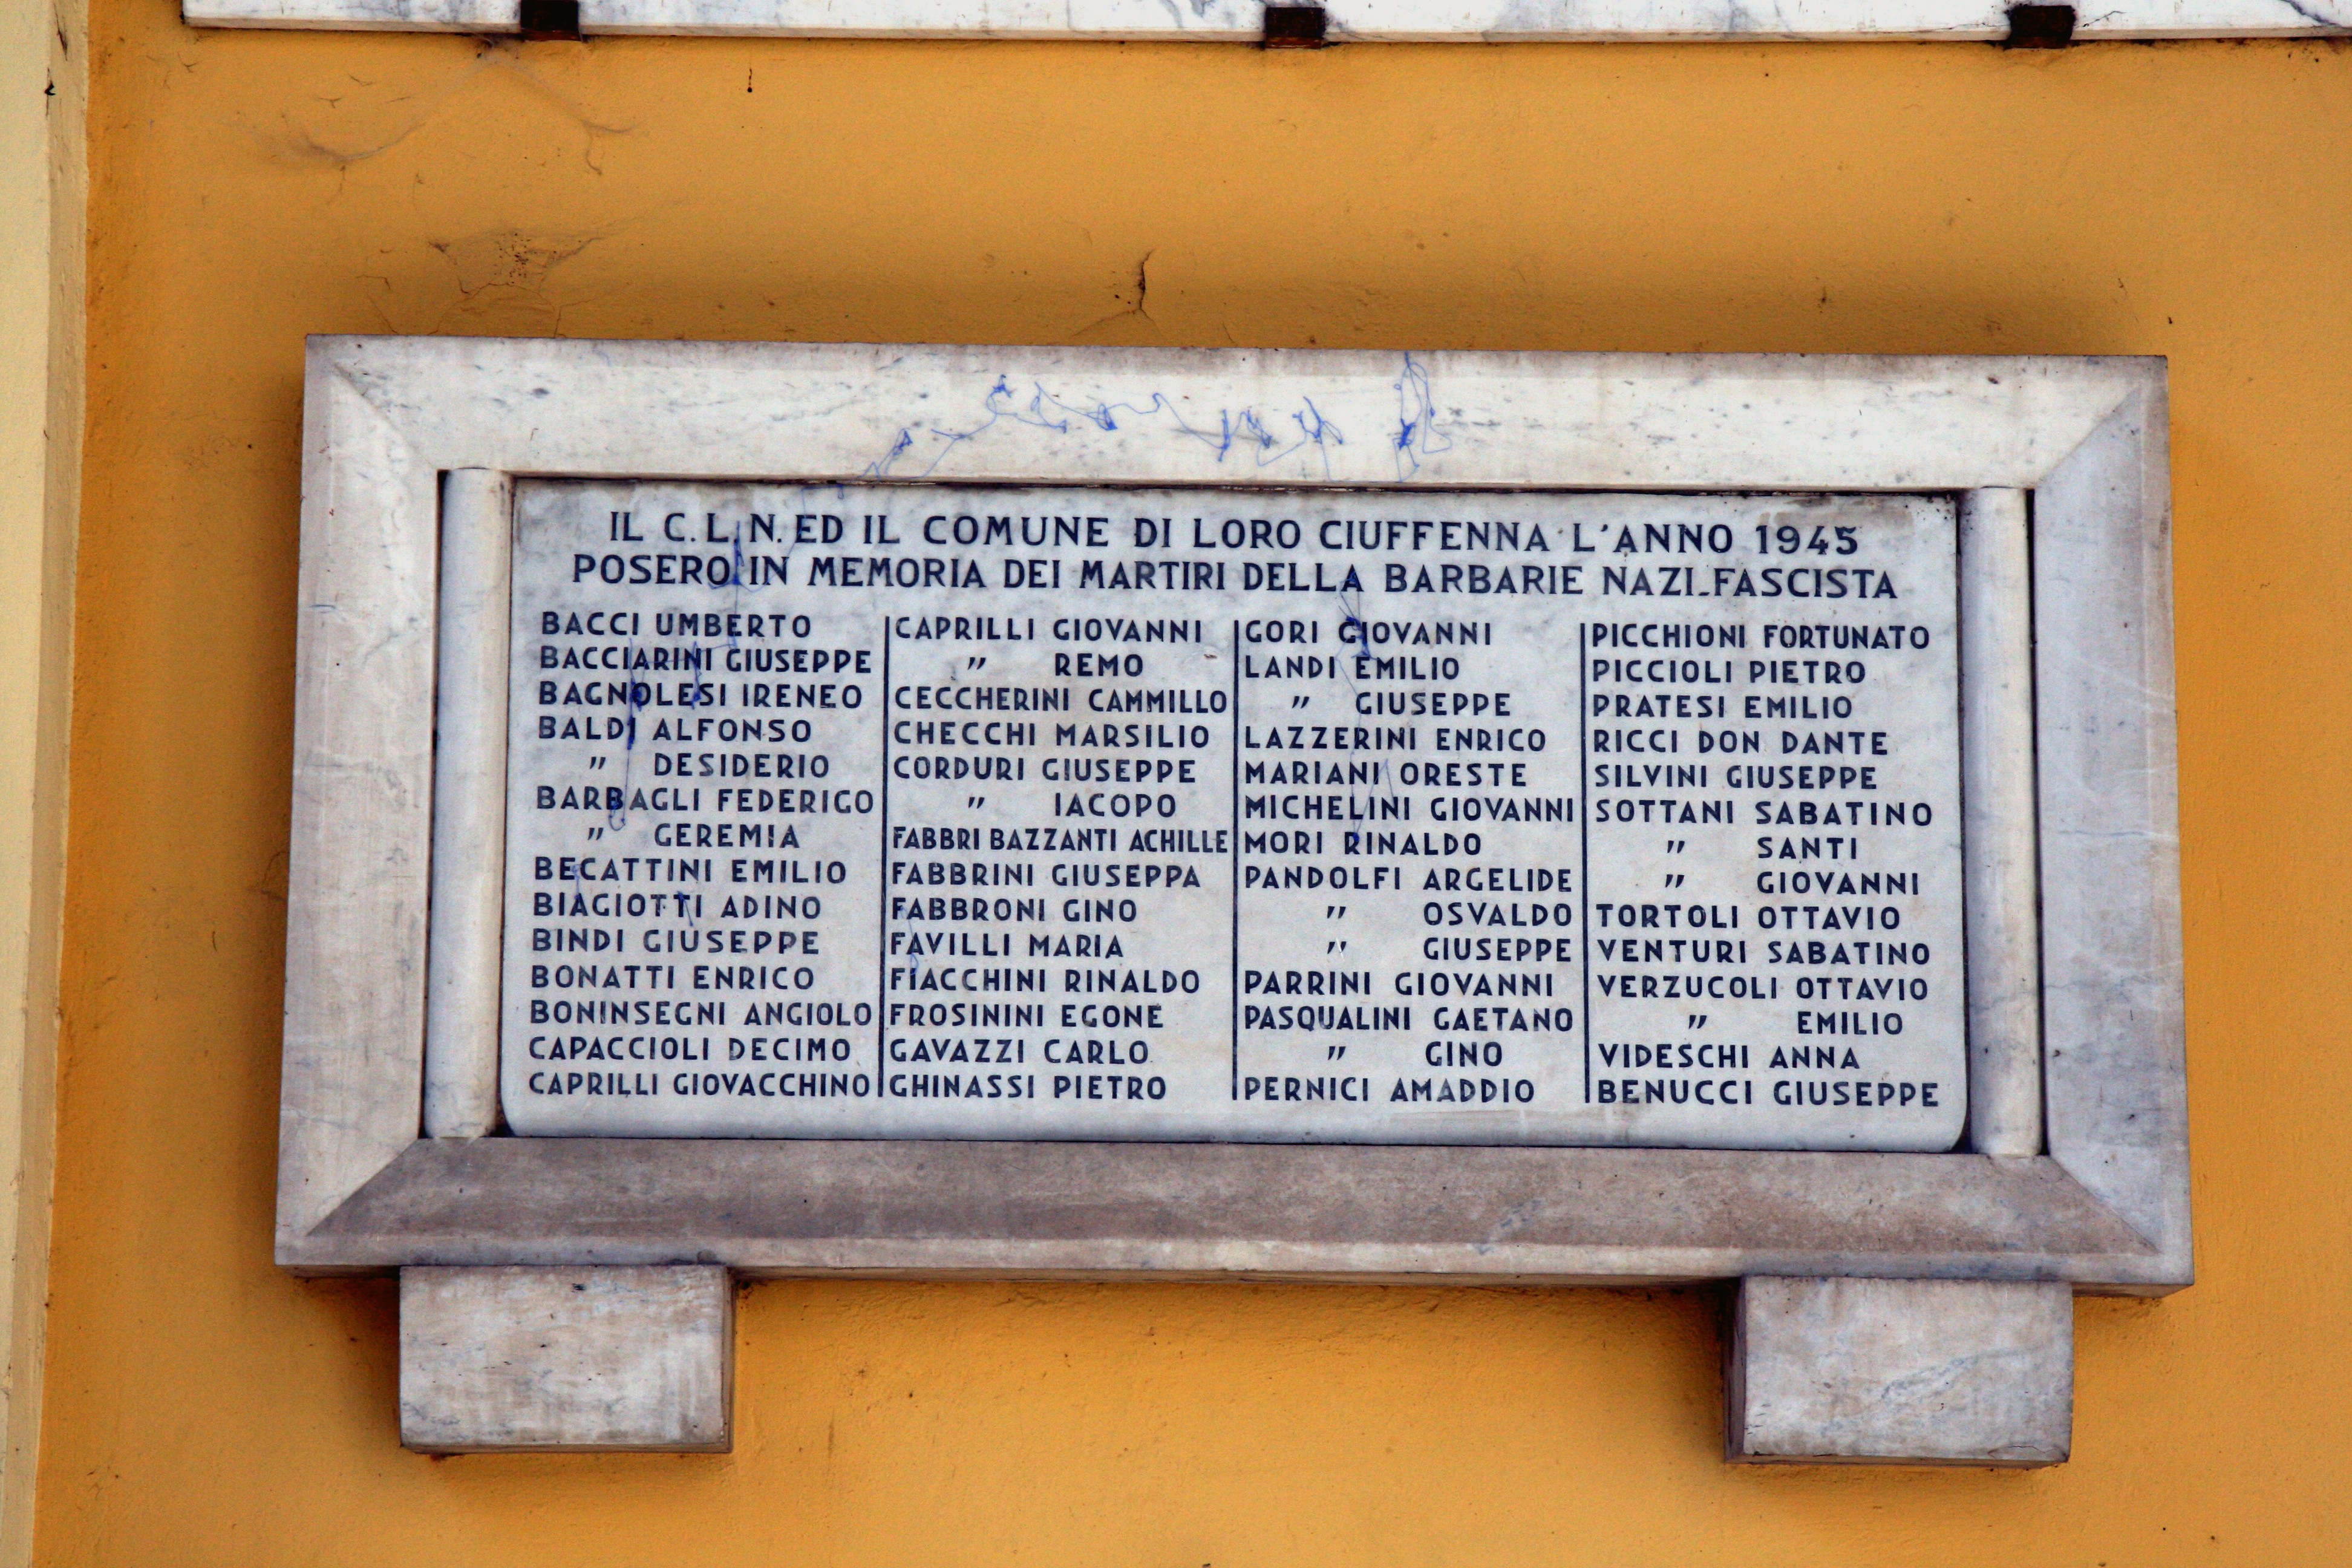 IL C.L.N. ED IL COMUNE DI LORO CIUFFENNA L'ANNO 1945
POSERO IN MEMORIA DEI MARTIRI DELLA BARBARIE NAZI-FASCISTA
BACCI UMBERTO
BACCIARINI GIUSEPPE
BAGNOLESI IRENEO
BALDI ALFONSO
" DESIDERIO
BARBAGLI FEDERIGO
" GEREMIA
BECATTINI EMILIO
BIAGIOTTI ADINO
BINDI GIUSEPPE
BONATTI ENRICO
BONINSEGNI ANGIOLO
CAPACCIOLI DECIMO
CAPRILLI GIOVACCHINO
CAPRILLI GIOVANNI
" REMO
CECCHERINI CAMMILLO
CHECCHI MARSILIO
CORDURI GIUSEPPE
" IACOPO
FABBRI BAZZANTI ACHILLE
FABBRINI GIUSEPPA
FABBRONI GINO
FAVILLI MARIA
FIACCHINI RINALDO
FROSININI EGONE
GAVAZZI CARLO
GHINASSI PIETRO
GORI GIOVANNI
LANDI EMILIO
" GIUSEPPE
LAZZERINI ENRICO
MARIANI ORESTE
MICHELINI GIOVANNI
MORI RINALDO
PANDOLFI ARGELIDE
" OSVALDO
" GIUSEPPE
PARRINI GIOVANNI
PASQUALINI GAETANO
" GINO
PERNICI AMADDIO
PICCHIONI FORTUNATO
PICCIOLI PIETRO
PRATESI EMILIO
RICCI DON DANTE
SILVINI GIUSEPPE
SOTTANI SABATINO
" SANTI
" GIOVANNI
TORTOLI OTTAVIO
VENTURI SABATINO
VERZUCOLI OTTAVIO
" EMILIO
VIDESCHI ANNA
BENUCCI GIUSEPPE